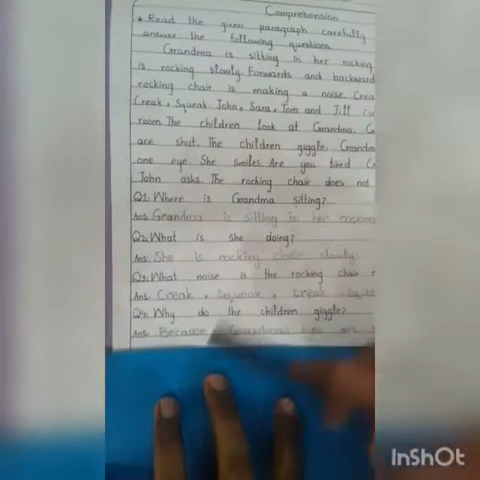 Comprehension
* Read the given paragraph carefully
answer the following questions
Grandma is sitting in her rocking
is rocking slowly. Forwards and backward
rocking chair is making a noise. Crea
Creak, Squeak. John, Sara, Tom and Jill
room. The children look at Grandma.
are shut. The children giggle. Grandm
one eye. She smiles. Are you tired
John asks. The rocking chair does not
Q1: Where is Grandma sitting?
Ans: Grandma is sitting in her
Q2: What is she doing?
Ans: She is rocking chair slowly.
Q3: What noise is the rocking chair
Ans: Creak, Squeak, creak
Q4: Why do the children giggle?
Ans: Because Grandma
InShOt